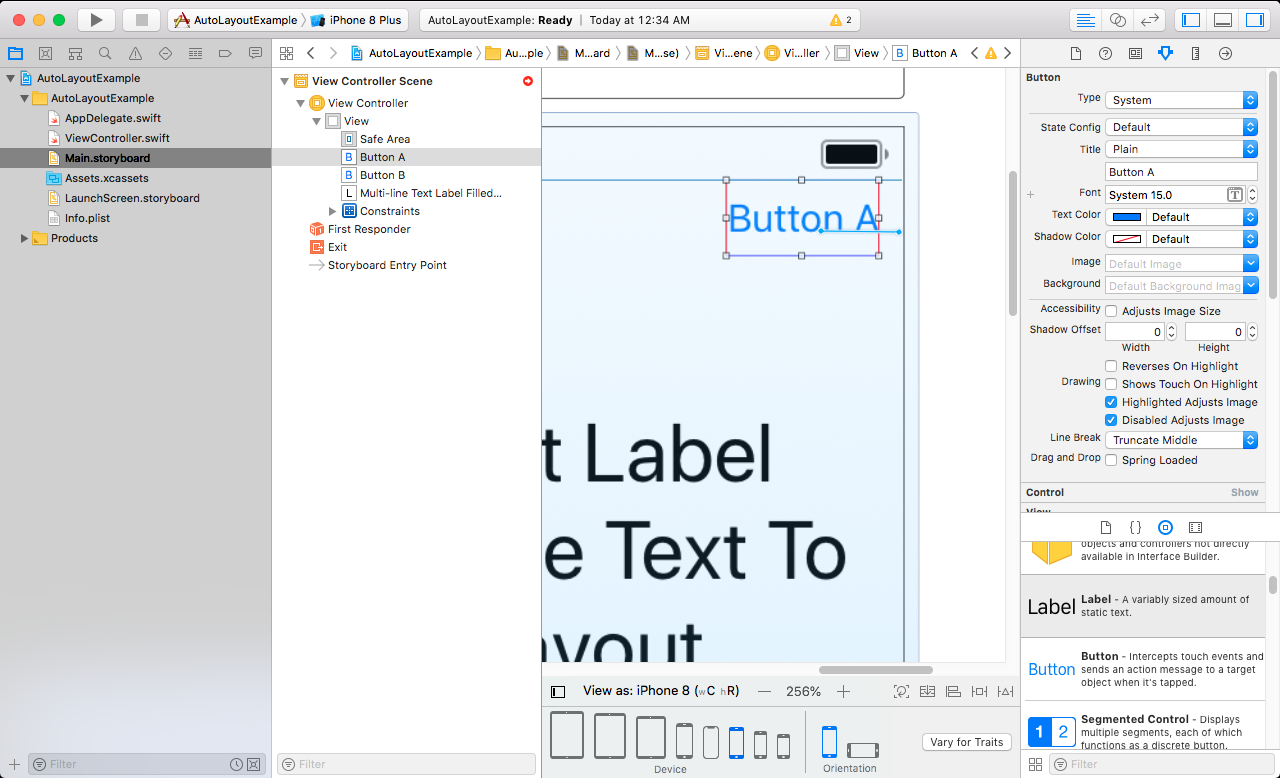 AutoLayoutExample
iPhone 8 Plus
AutoLayoutExample: Ready | Today at 12:34 AM
2
AutoLayoutExample
Au...ple
M...ard
M...se)
Vi...ene
Vi...ller
View
B Button A
AutoLayoutExample
AutoLayoutExample
AppDelegate.swift
ViewController.swift
Main.storyboard
Assets.xcassets
LaunchScreen.storyboard
Info.plist
Products
Filter
View Controller Scene
View Controller
View
Safe Area
B Button A
B Button B
L Multi-line Text Label Filled...
Constraints
First Responder
Exit
Storyboard Entry Point
Filter
Button A
t Label
e Text To
ayout
View as: iPhone 8 (wC hR)
— 256% +
Device
Orientation
Vary for Traits
Button
Type System
State Config Default
Title Plain
Button A
+ Font System 15.0 T
Text Color Default
Shadow Color Default
Image Default Image
Background Default Background Imag
Accessibility Adjusts Image Size
Shadow Offset 0 0
Width Height
Reverses On Highlight
Drawing Shows Touch On Highlight
Highlighted Adjusts Image
Disabled Adjusts Image
Line Break Truncate Middle
Drag and Drop Spring Loaded
Control Show
View
{ }
objects and controllers not directly
available in Interface Builder.
Label
Label - A variably sized amount of
static text.
Button
Button - Intercepts touch events and
sends an action message to a target
object when it's tapped.
1 2
Segmented Control - Displays
multiple segments, each of which
functions as a discrete button.
Filter